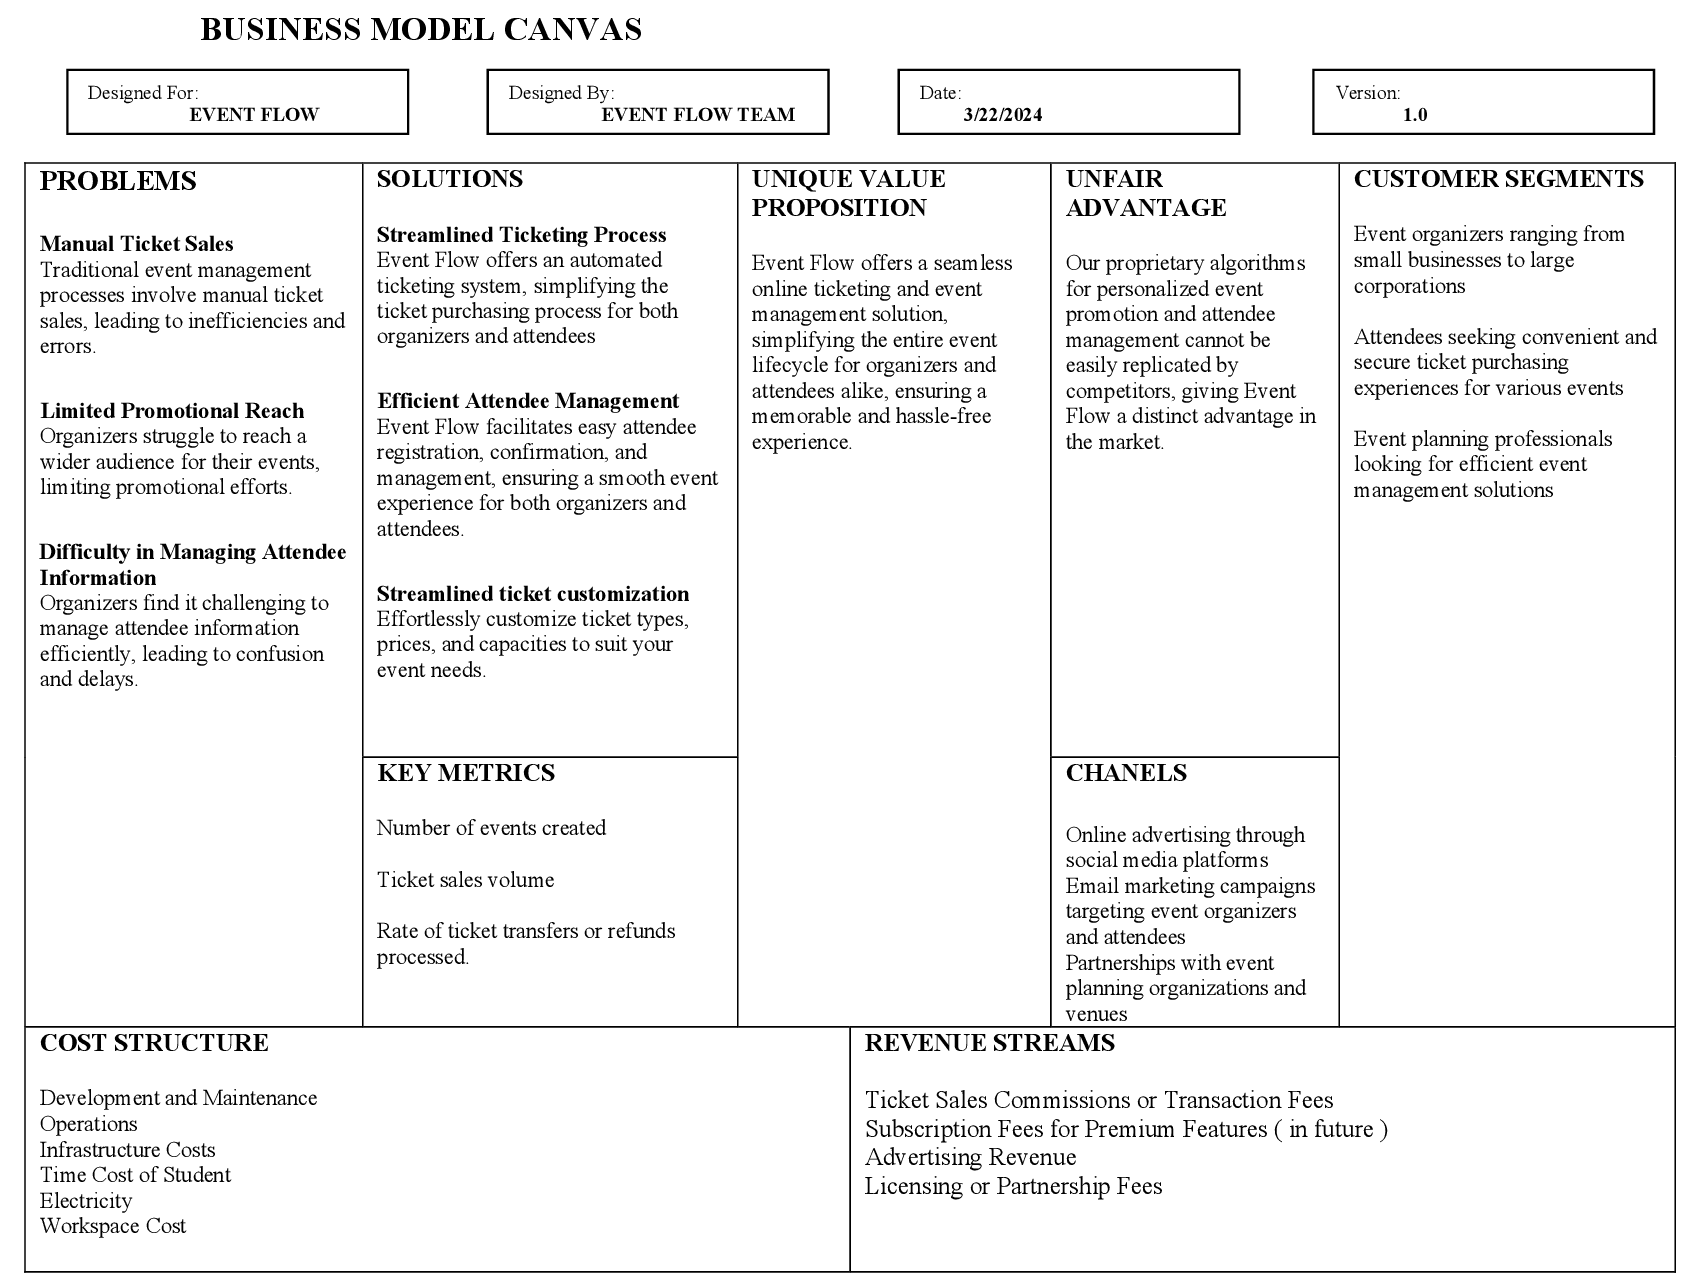 BUSINESS MODEL CANVAS
Designed For:
EVENT FLOW
Designed By:
EVENT FLOW TEAM
Date:
3/22/2024
Version:
1.0
PROBLEMS
Manual Ticket Sales
Traditional event management
processes involve manual ticket
sales, leading to inefficiencies and
errors.
Limited Promotional Reach
Organizers struggle to reach a
wider audience for their events,
limiting promotional efforts.
Difficulty in Managing Attendee
Information
Organizers find it challenging to
manage attendee information
efficiently, leading to confusion
and delays.
SOLUTIONS
Streamlined Ticketing Process
Event Flow offers an automated
ticketing system, simplifying the
ticket purchasing process for both
organizers and attendees
Efficient Attendee Management
Event Flow facilitates easy attendee
registration, confirmation, and
management, ensuring a smooth event
experience for both organizers and
attendees.
Streamlined ticket customization
Effortlessly customize ticket types,
prices, and capacities to suit your
event needs.
KEY METRICS
Number of events created
Ticket sales volume
Rate of ticket transfers or refunds
processed.
UNIQUE VALUE
PROPOSITION
Event Flow offers a seamless
online ticketing and event
management solution,
simplifying the entire event
lifecycle for organizers and
attendees alike, ensuring a
memorable and hassle-free
experience.
UNFAIR
ADVANTAGE
Our proprietary algorithms
for personalized event
promotion and attendee
management cannot be
easily replicated by
competitors, giving Event
Flow a distinct advantage in
the market.
CHANELS
Online advertising through
social media platforms
Email marketing campaigns
targeting event organizers
and attendees
Partnerships with event
planning organizations and
venues
CUSTOMER SEGMENTS
Event organizers ranging from
small businesses to large
corporations
Attendees seeking convenient and
secure ticket purchasing
experiences for various events
Event planning professionals
looking for efficient event
management solutions
COST STRUCTURE
Development and Maintenance
Operations
Infrastructure Costs
Time Cost of Student
Electricity
Workspace Cost
REVENUE STREAMS
Ticket Sales Commissions or Transaction Fees
Subscription Fees for Premium Features ( in future )
Advertising Revenue
Licensing or Partnership Fees